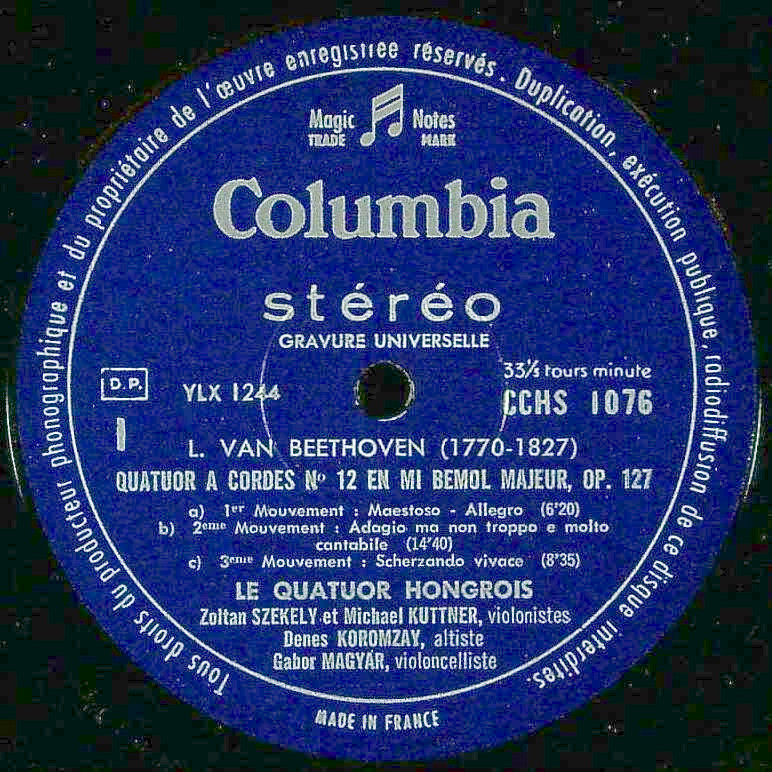 Tous droits du producteur phonographique et du propriétaire de l'œuvre enregistrée réservés. Duplication, exécution publique, radiodiffusion de ce disque interdites.
Magic Notes
TRADE MARK
Columbia
stéréo
GRAVURE UNIVERSELLE
D.P.
YLX 1244
33⅓ tours minute
CCHS 1076
1
L. VAN BEETHOVEN (1770-1827)
QUATUOR A CORDES Nº 12 EN MI BEMOL MAJEUR, OP. 127
a) 1er Mouvement : Maestoso - Allegro (6'20)
b) 2eme Mouvement : Adagio ma non troppo e molto
cantabile (14'40)
c) 3eme Mouvement : Scherzando vivace (8'35)
LE QUATUOR HONGROIS
Zoltan SZEKELY et Michael KUTTNER, violonistes
Denes KOROMZAY, altiste
Gabor MAGYAR, violoncelliste
MADE IN FRANCE